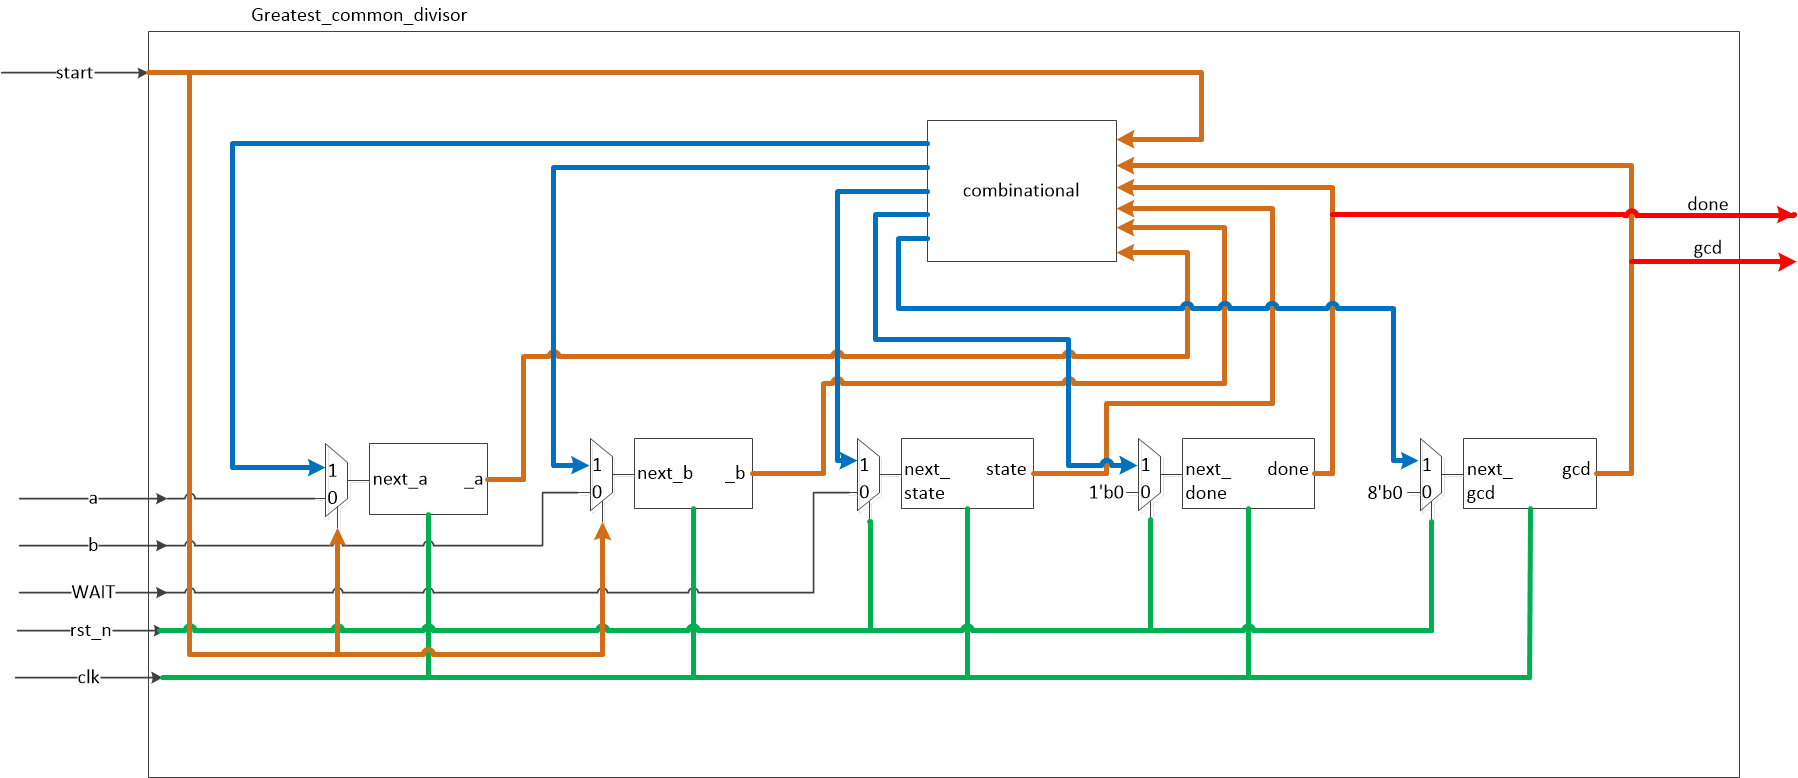 Greatest_common_divisor
start
combinational
done
gcd
1
0
next_a
_a
1
0
next_b
_b
1
0
next_
state
state
1'b0
1
0
next_
done
done
8'b0
1
0
next_
gcd
gcd
a
b
WAIT
rst_n
clk